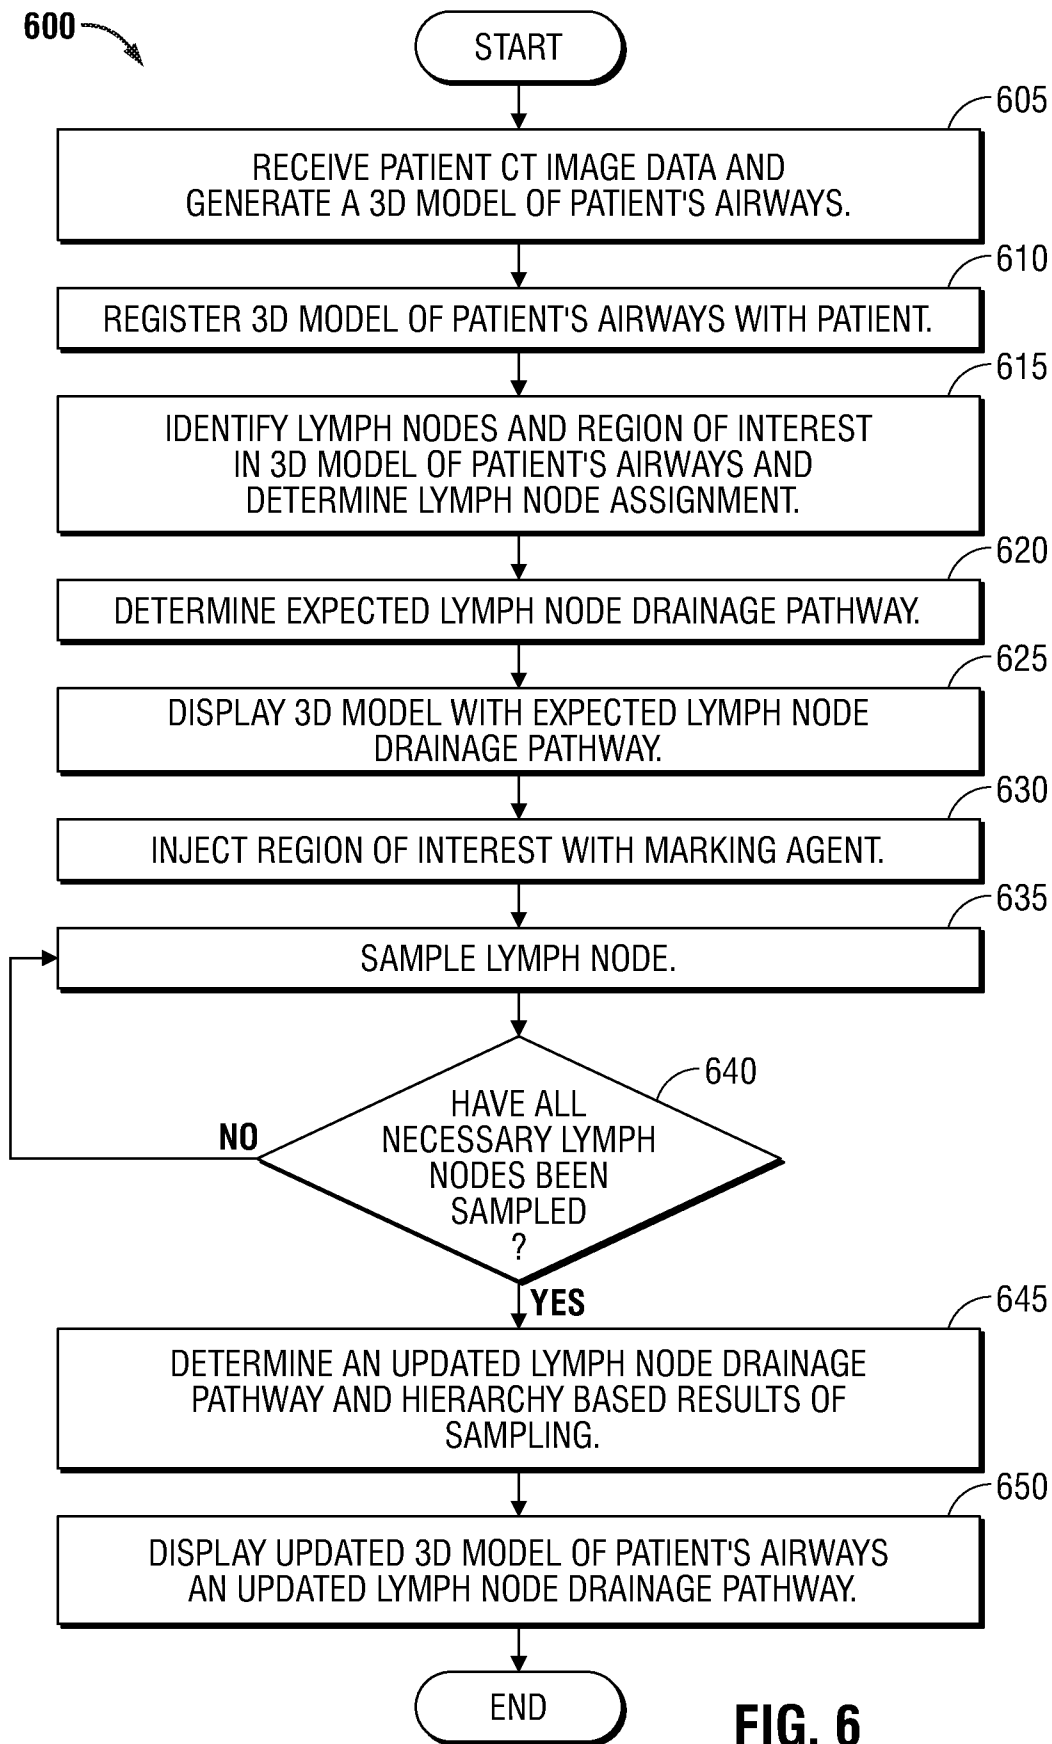 600
START
605
RECEIVE PATIENT CT IMAGE DATA AND
GENERATE A 3D MODEL OF PATIENT'S AIRWAYS.
610
REGISTER 3D MODEL OF PATIENT'S AIRWAYS WITH PATIENT.
615
IDENTIFY LYMPH NODES AND REGION OF INTEREST
IN 3D MODEL OF PATIENT'S AIRWAYS AND
DETERMINE LYMPH NODE ASSIGNMENT.
620
DETERMINE EXPECTED LYMPH NODE DRAINAGE PATHWAY.
625
DISPLAY 3D MODEL WITH EXPECTED LYMPH NODE
DRAINAGE PATHWAY.
630
INJECT REGION OF INTEREST WITH MARKING AGENT.
635
SAMPLE LYMPH NODE.
640
HAVE ALL
NECESSARY LYMPH
NODES BEEN
SAMPLED
?
NO
YES
645
DETERMINE AN UPDATED LYMPH NODE DRAINAGE
PATHWAY AND HIERARCHY BASED RESULTS OF
SAMPLING.
650
DISPLAY UPDATED 3D MODEL OF PATIENT'S AIRWAYS
AN UPDATED LYMPH NODE DRAINAGE PATHWAY.
END
FIG. 6